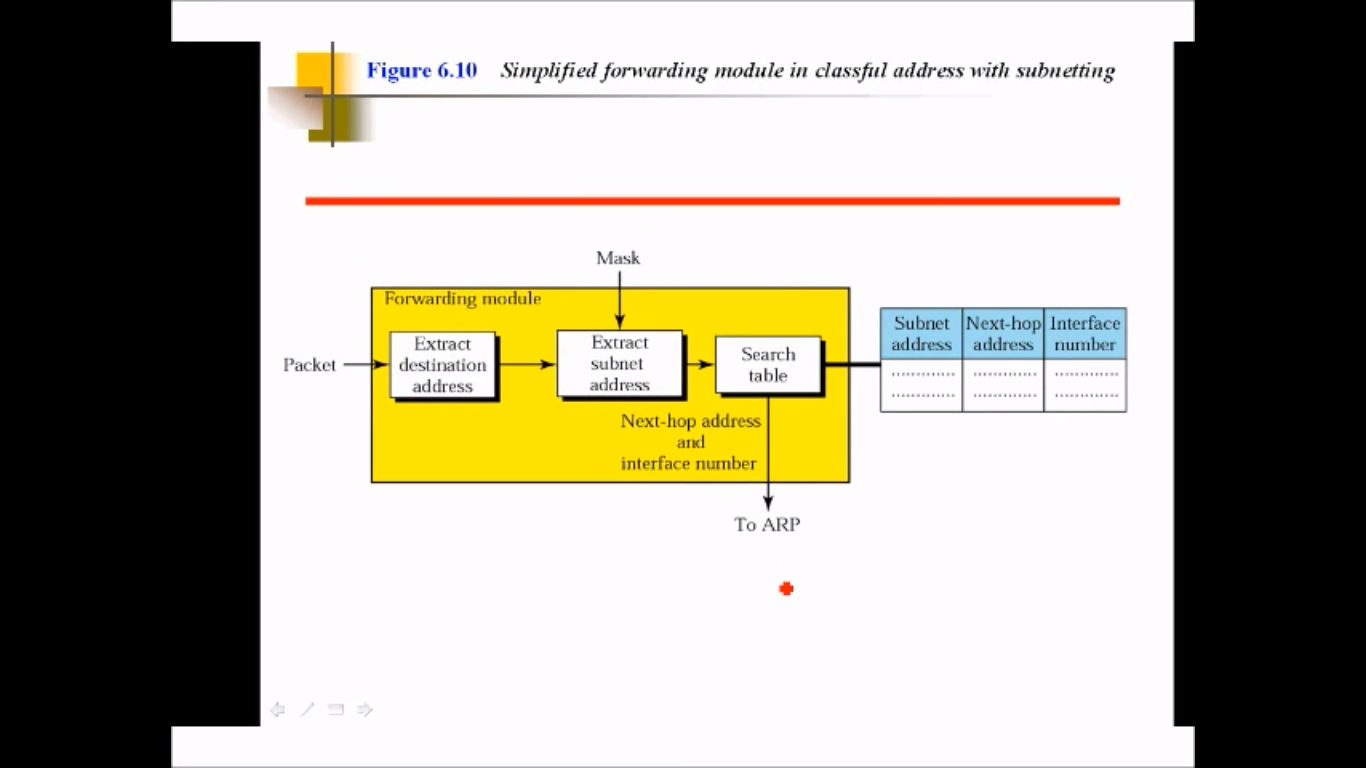 Figure 6.10 Simplified forwarding module in classful address with subnetting
Mask
Forwarding module
Packet
Extract
destination
address
Extract
subnet
address
Search
table
Subnet
address
Next-hop
address
Interface
number
Next-hop address
and
interface number
To ARP